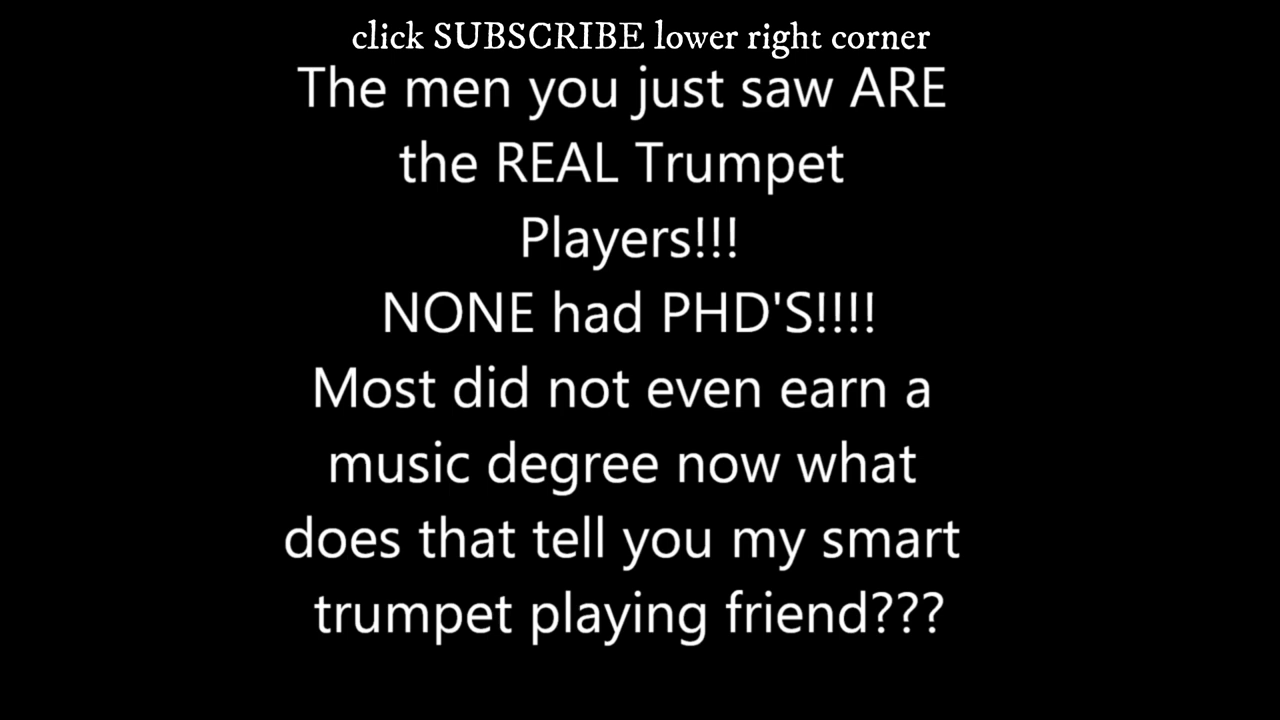 click SUBSCRIBE lower right corner
The men you just saw ARE
the REAL Trumpet
Players!!!
NONE had PHD'S!!!!
Most did not even earn a
music degree now what
does that tell you my smart
trumpet playing friend???